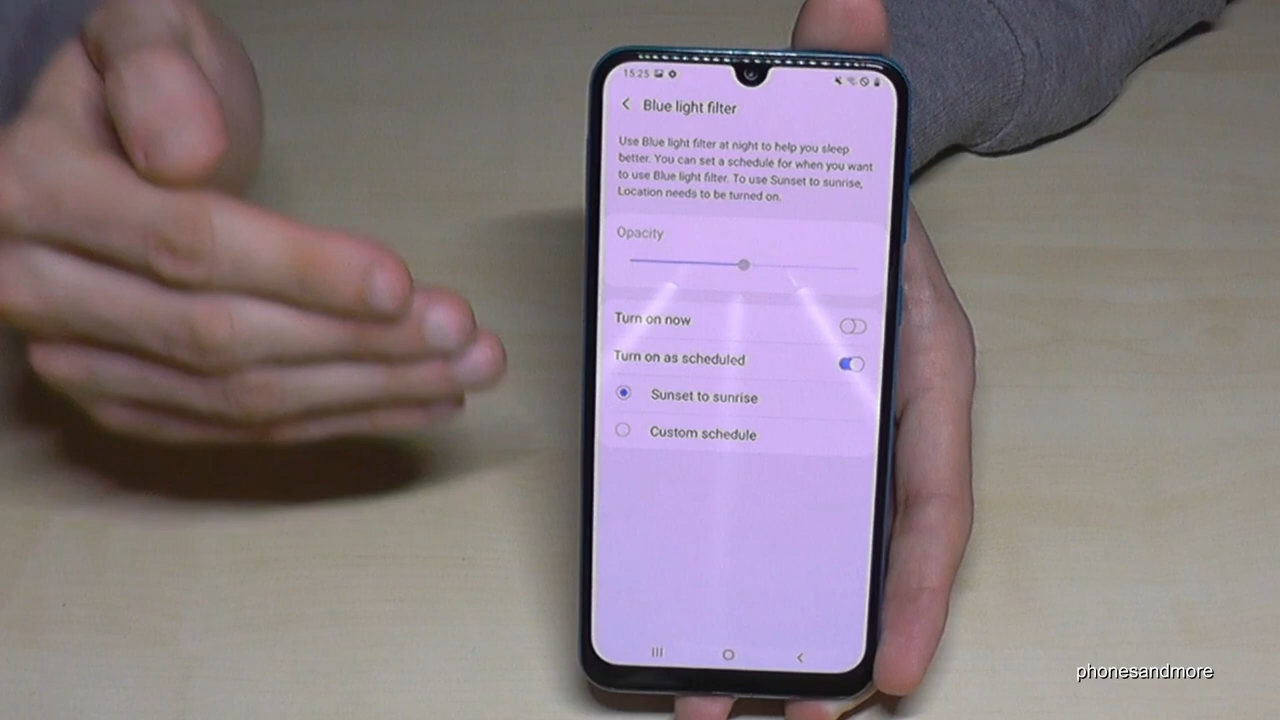 15:25
Blue light filter
Use Blue light filter at night to help you sleep
better. You can set a schedule for when you want
to use Blue light filter. To use Sunset to sunrise,
Location needs to be turned on.
Opacity
Turn on now
Turn on as scheduled
Sunset to sunrise
Custom schedule
phonesandmore